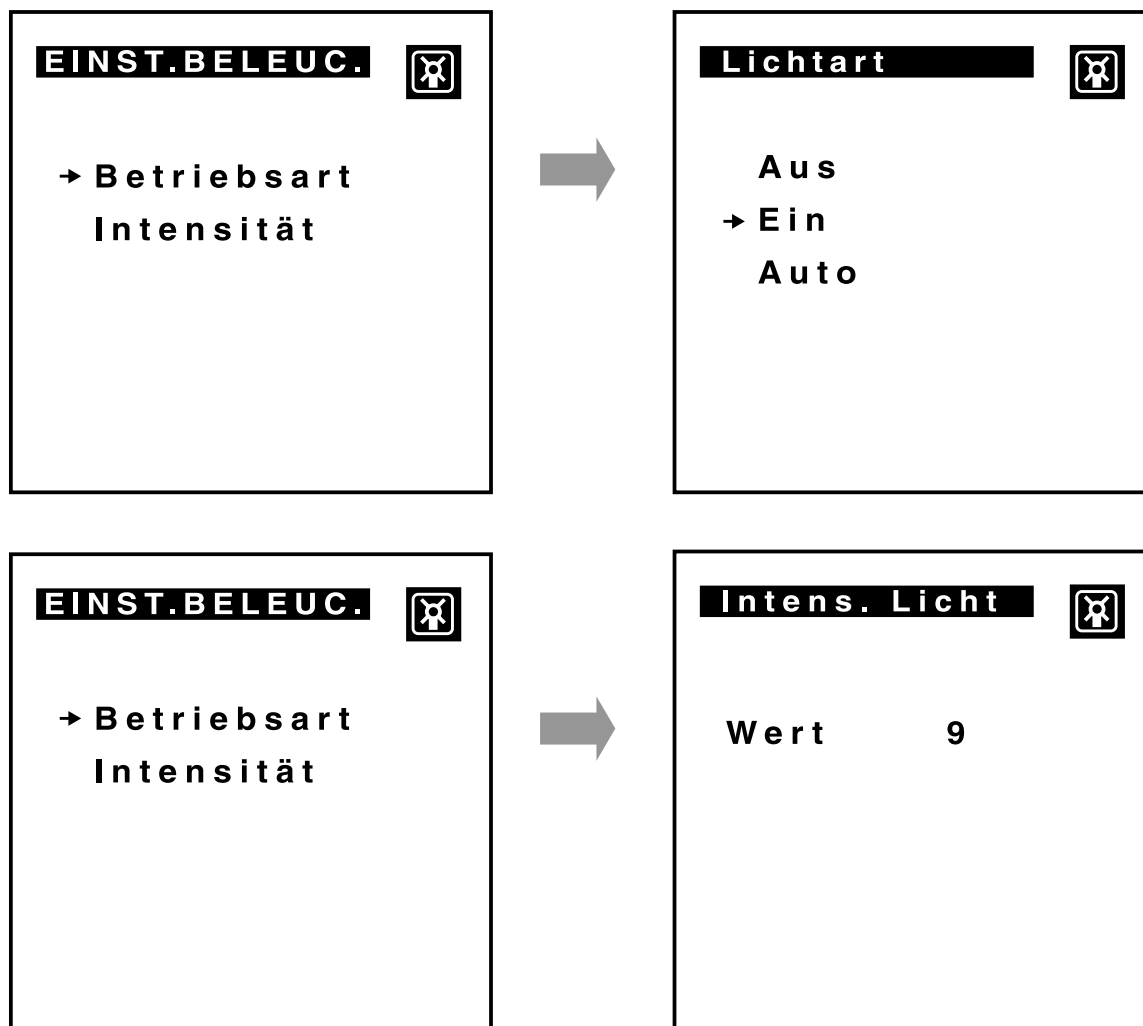 EINST.BELEUC.
→ Betriebsart
Intensität
Lichtart
Aus
→ Ein
Auto
EINST.BELEUC.
→ Betriebsart
Intensität
Intens. Licht
Wert 9